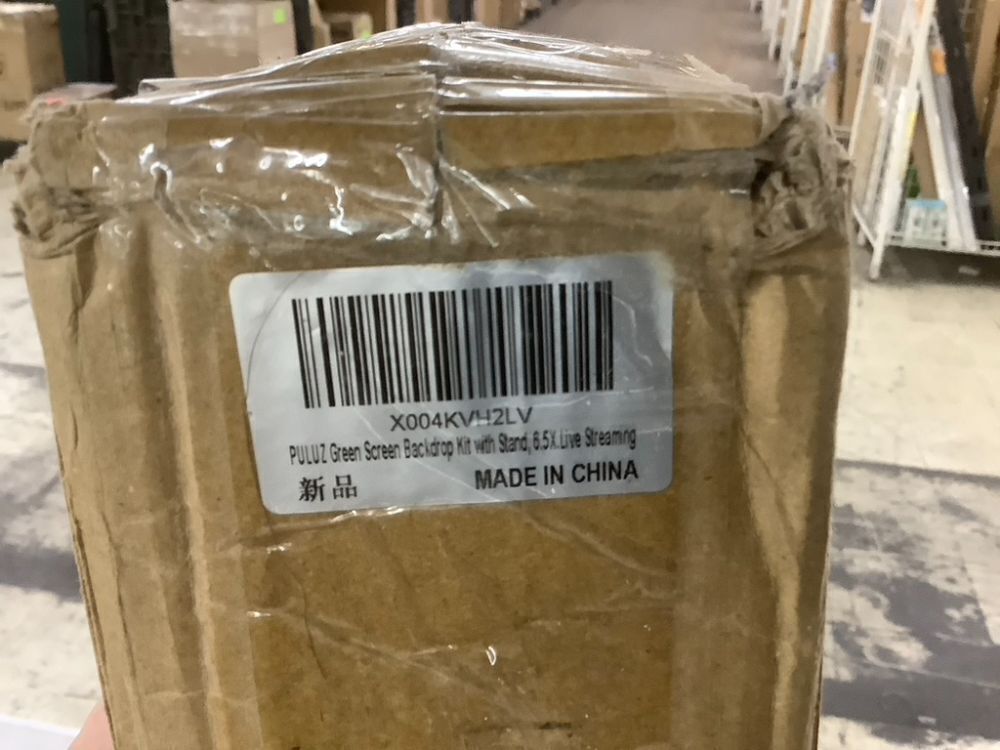 X004KVH2LV
PULUZ Green Screen Backdrop Kit with Stand, 6.5X.Live Streaming
新品
MADE IN CHINA